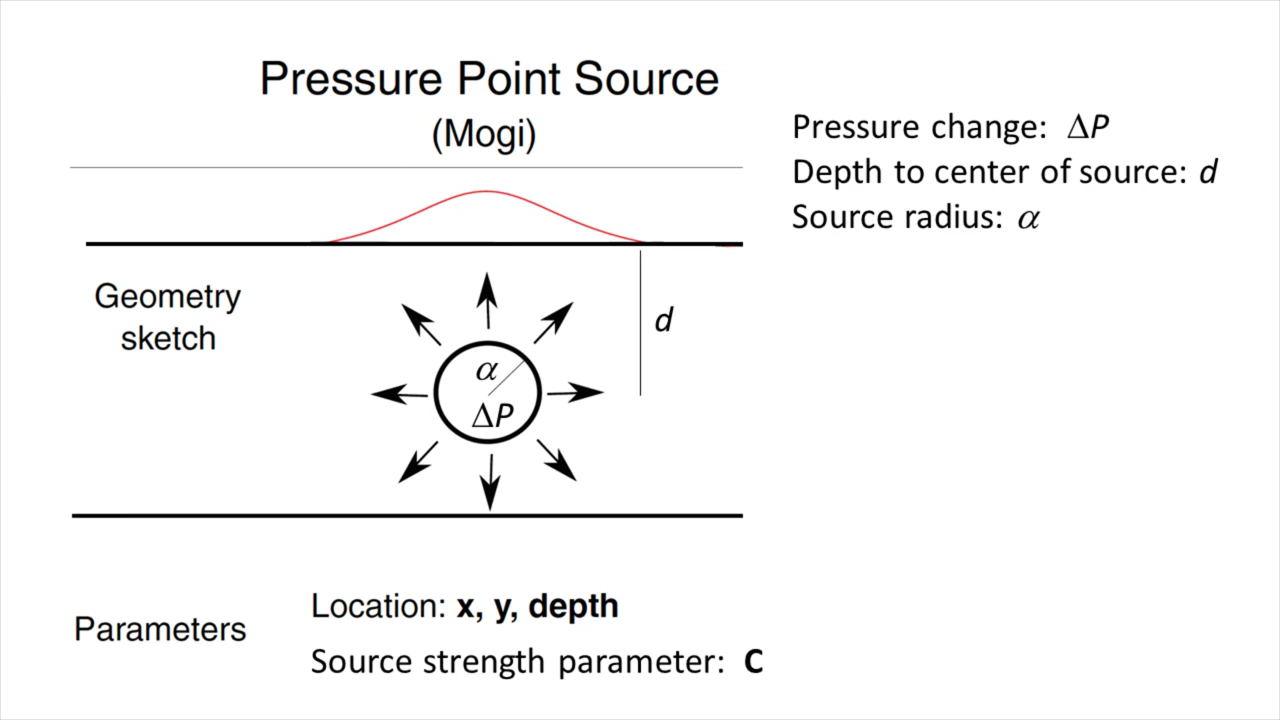 Pressure Point Source
(Mogi)
Pressure change: ΔP
Depth to center of source: d
Source radius: α
Geometry
sketch
d
α
ΔP
Parameters
Location: x, y, depth
Source strength parameter: C